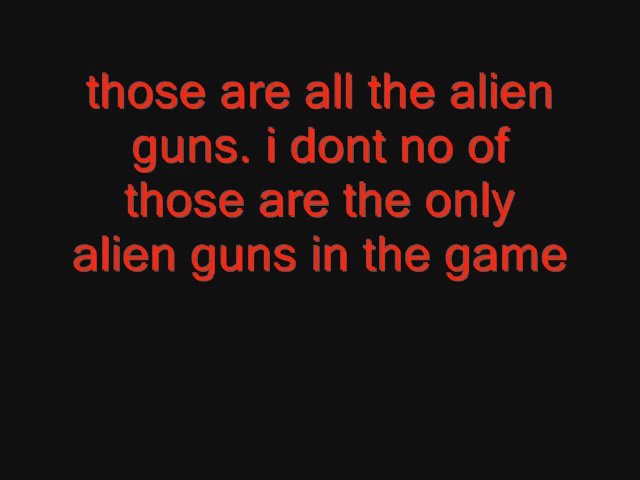 those are all the alien
guns. i dont no of
those are the only
alien guns in the game